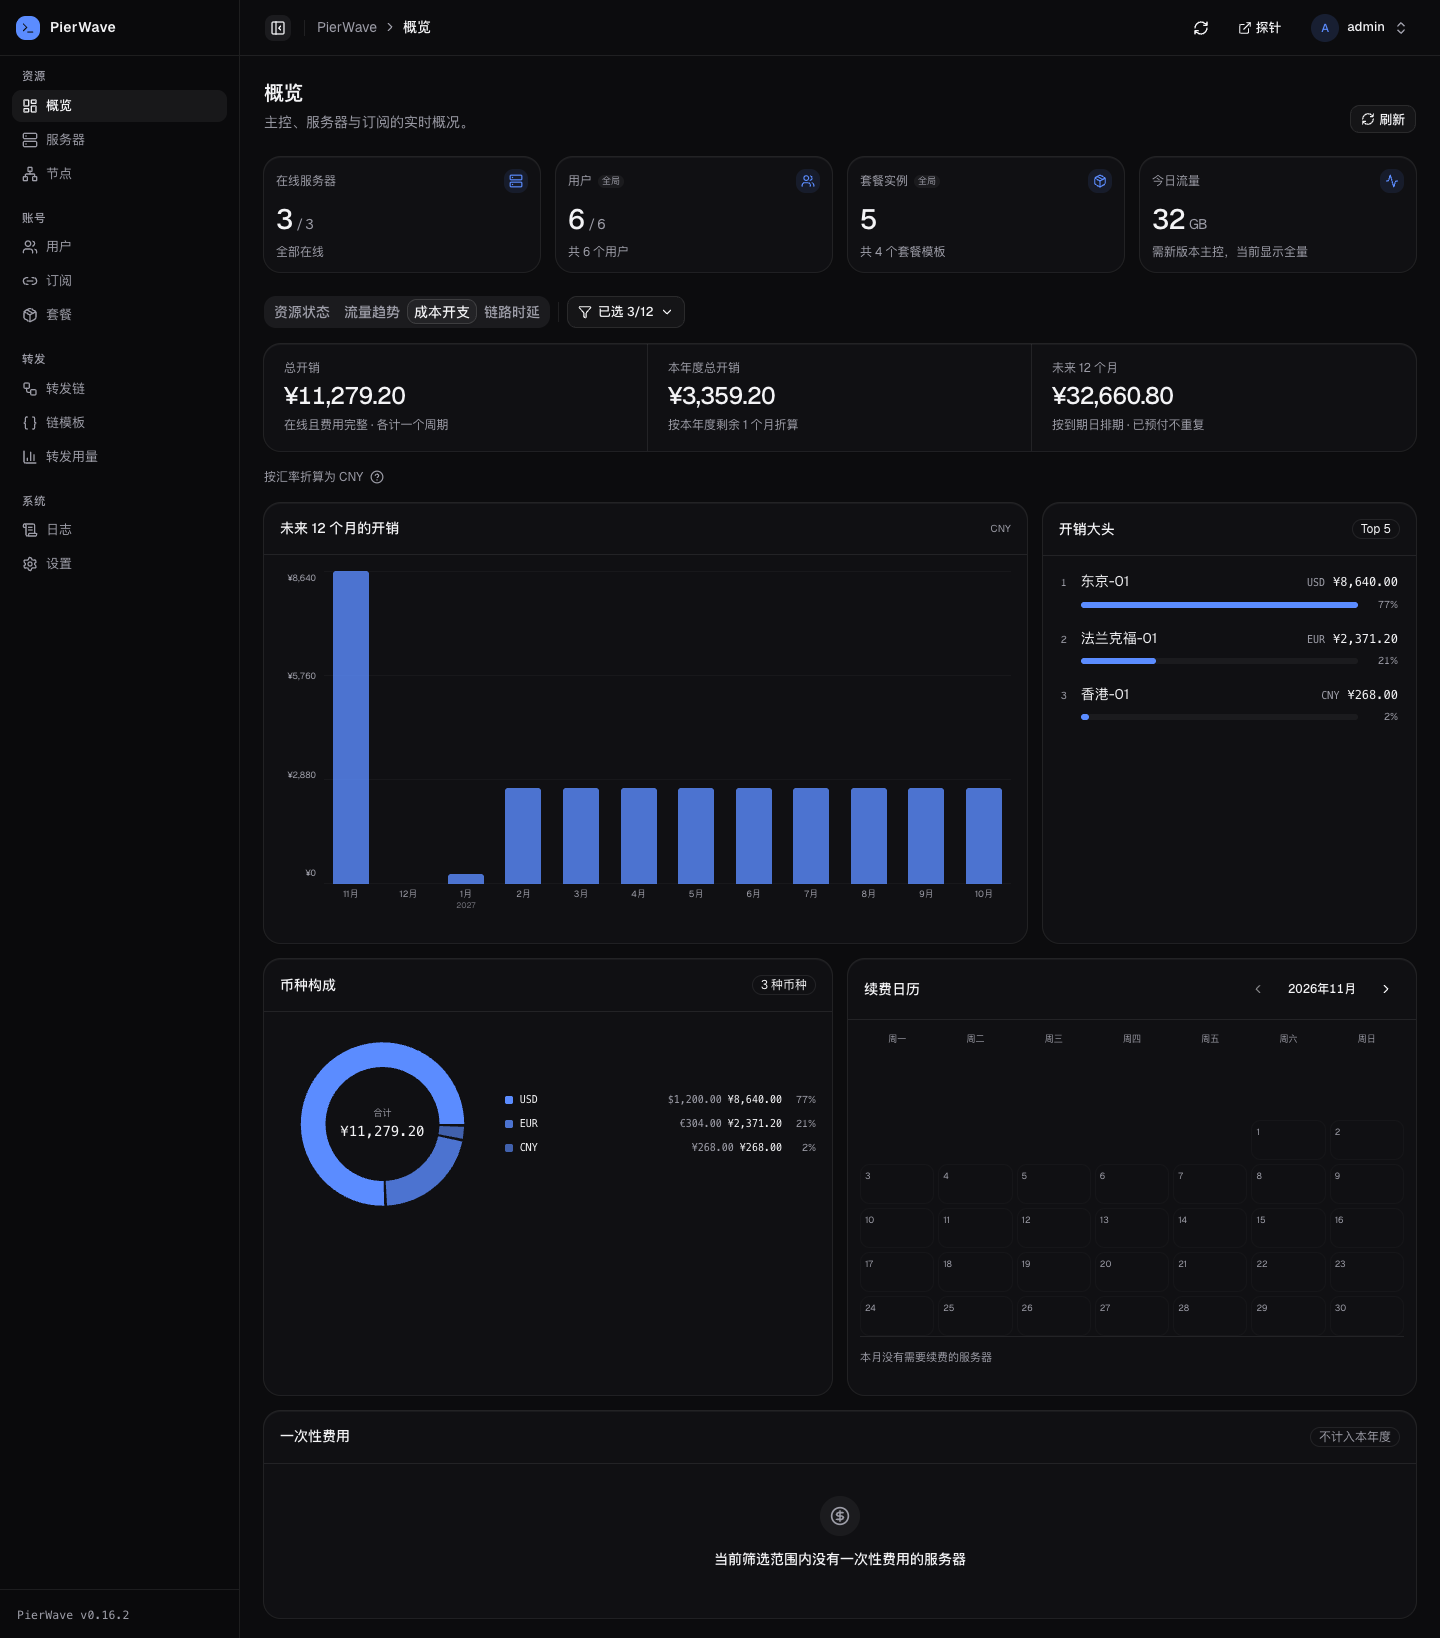 PierWave
PierWave > 概览
探针
A admin
资源
概览
服务器
节点
账号
用户
订阅
套餐
转发
转发链
链模板
转发用量
系统
日志
设置
PierWave v0.16.2
概览
主控、服务器与订阅的实时概况。
刷新
在线服务器
3 / 3
全部在线
用户 全局
6 / 6
共 6 个用户
套餐实例 全局
5
共 4 个套餐模板
今日流量
32 GB
需新版本主控，当前显示全量
资源状态 流量趋势 成本开支 链路时延
已选 3/12
总开销
¥11,279.20
在线且费用完整 · 各计一个周期
本年度总开销
¥3,359.20
按本年度剩余 1 个月折算
未来 12 个月
¥32,660.80
按到期日排期 · 已预付不重复
按汇率折算为 CNY
未来 12 个月的开销
CNY
¥8,640
¥5,760
¥2,880
¥0
11月 12月 1月 2月 3月 4月 5月 6月 7月 8月 9月 10月
2027
开销大头
Top 5
1 东京-01 USD ¥8,640.00
77%
2 法兰克福-01 EUR ¥2,371.20
21%
3 香港-01 CNY ¥268.00
2%
币种构成
3 种币种
合计
¥11,279.20
USD $1,200.00 ¥8,640.00 77%
EUR €304.00 ¥2,371.20 21%
CNY ¥268.00 ¥268.00 2%
续费日历
2026年11月
周一 周二 周三 周四 周五 周六 周日
1 2
3 4 5 6 7 8 9
10 11 12 13 14 15 16
17 18 19 20 21 22 23
24 25 26 27 28 29 30
本月没有需要续费的服务器
一次性费用
不计入本年度
当前筛选范围内没有一次性费用的服务器